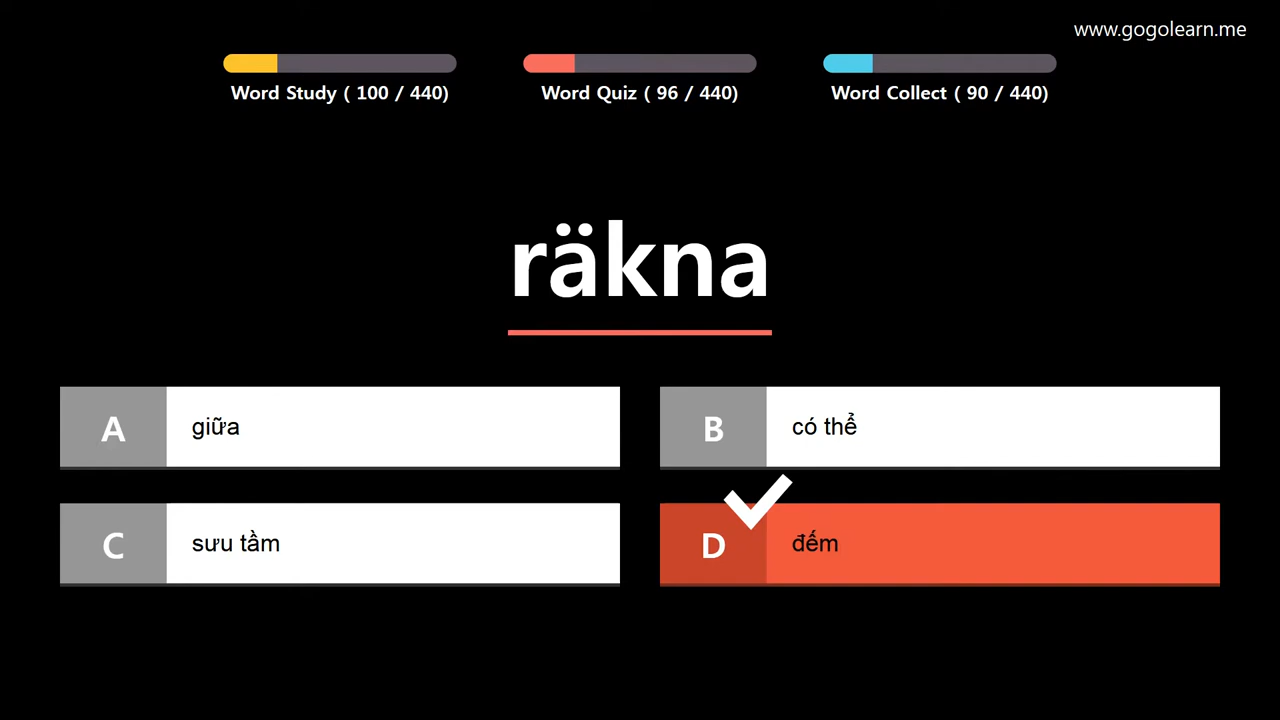 www.gogolearn.me
Word Study ( 100 / 440)
Word Quiz ( 96 / 440)
Word Collect ( 90 / 440)
räkna
A giữa
B có thể
C sưu tầm
D đếm